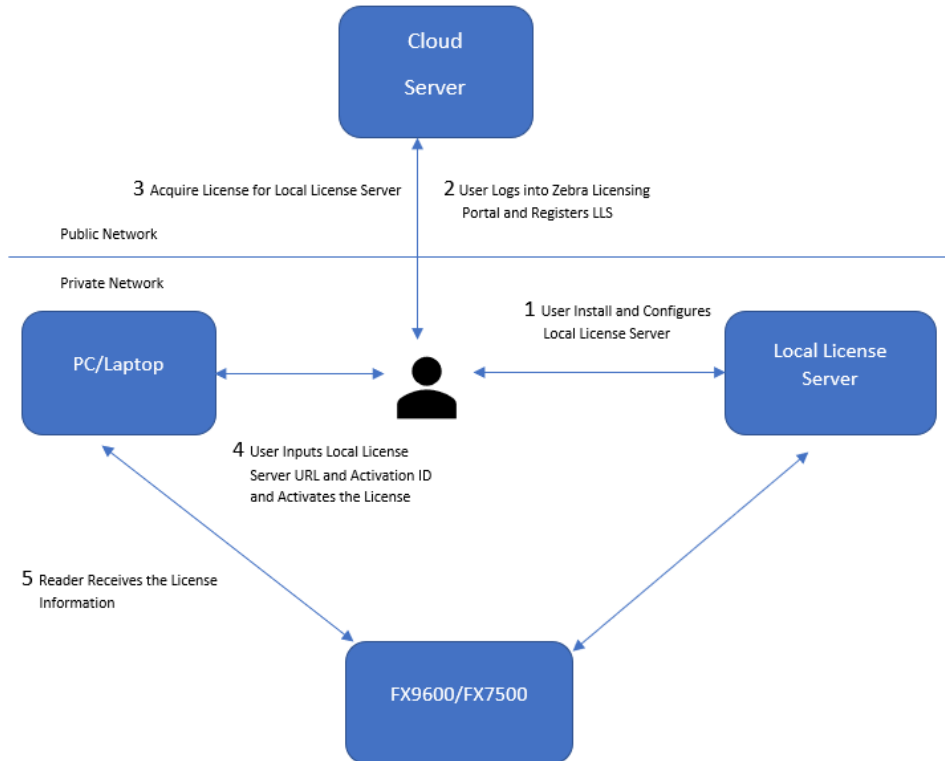 Cloud
Server
3 Acquire License for Local License Server
2 User Logs into Zebra Licensing
Portal and Registers LLS
Public Network
Private Network
1 User Install and Configures
Local License Server
PC/Laptop
Local License
Server
4 User Inputs Local License
Server URL and Activation ID
and Activates the License
5 Reader Receives the License
Information
FX9600/FX7500